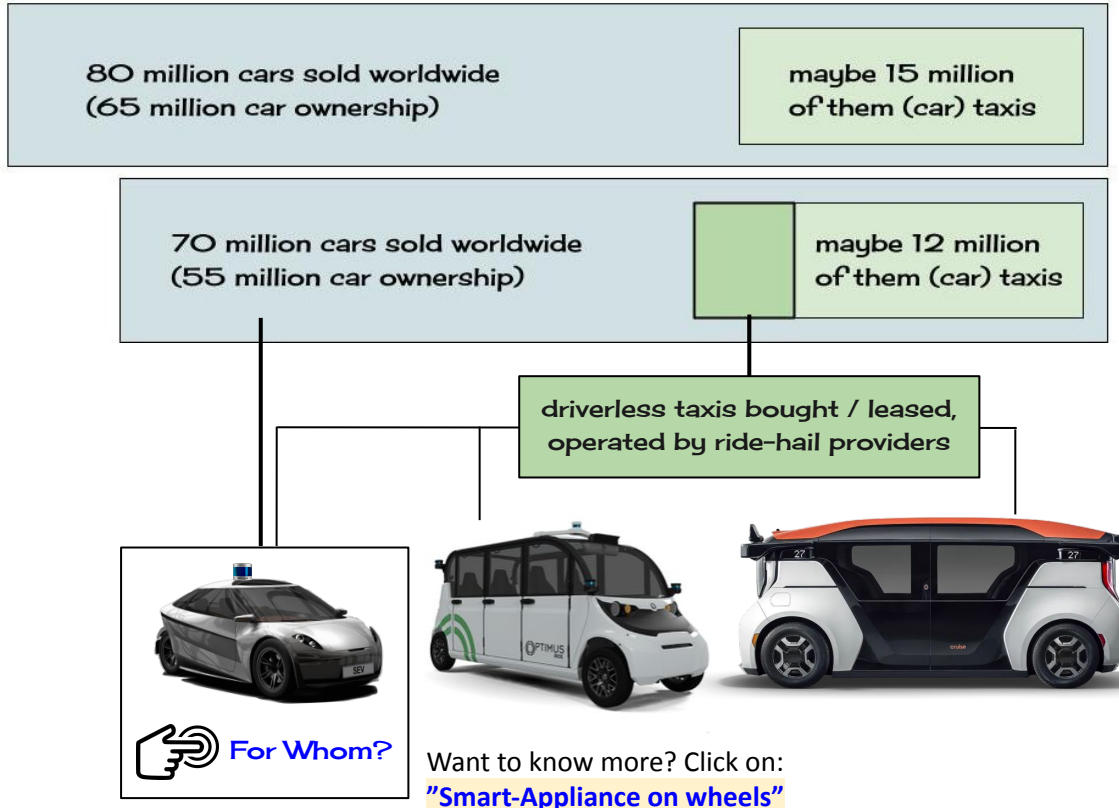 80 million cars sold worldwide
(65 million car ownership)
maybe 15 million
of them (car) taxis
70 million cars sold worldwide
(55 million car ownership)
maybe 12 million
of them (car) taxis
driverless taxis bought / leased,
operated by ride-hail providers
SEV
OPTIMUS
27
27
cruise
For Whom?
Want to know more? Click on:
”Smart-Appliance on wheels”